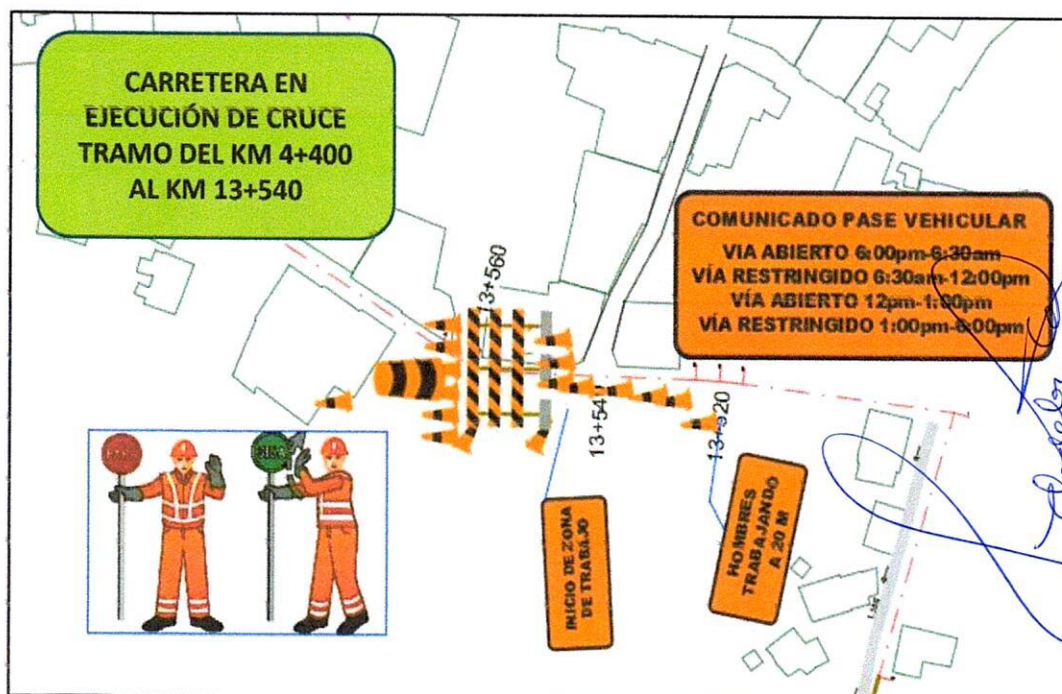 CARRETERA EN
EJECUCIÓN DE CRUCE
TRAMO DEL KM 4+400
AL KM 13+540
COMUNICADO PASE VEHICULAR
VIA ABIERTO 6:00pm-6:30am
VÍA RESTRINGIDO 6:30am-12:00pm
VÍA ABIERTO 12pm-1:00pm
VÍA RESTRINGIDO 1:00pm-6:00pm
13+560
13+540
13+520
INICIO DE ZONA
DE TRABAJO
HOMBRES
TRABAJANDO
A 20 M